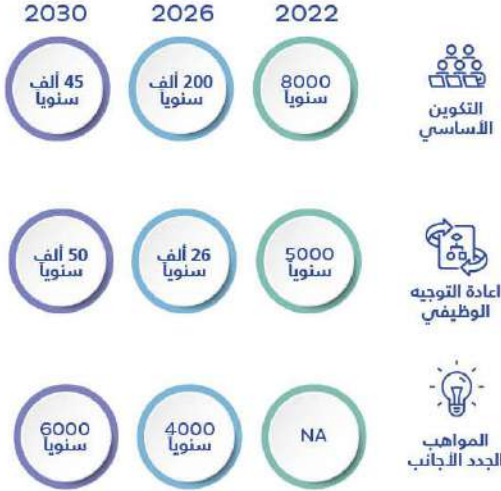 2022
2026
2030
التكوين
الأساسي
8000
سنوياً
200 ألف
سنوياً
45 ألف
سنوياً
اعادة التوجيه
الوظيفي
5000
سنوياً
26 ألف
سنوياً
50 ألف
سنوياً
المواهب
الجدد الأجانب
NA
4000
سنوياً
6000
سنوياً